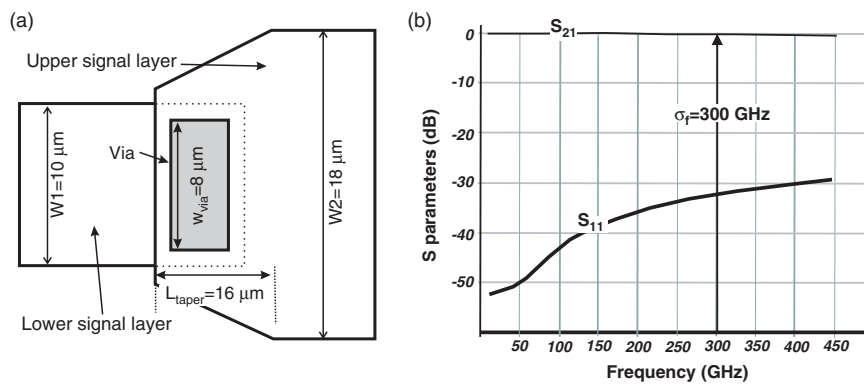 (a)
Upper signal layer
Via
W1=10 μm
w_via=8 μm
W2=18 μm
L_taper=16 μm
Lower signal layer
(b)
S parameters (dB)
0
-10
-20
-30
-40
-50
S21
σf=300 GHz
S11
50 100 150 200 250 300 350 400 450
Frequency (GHz)